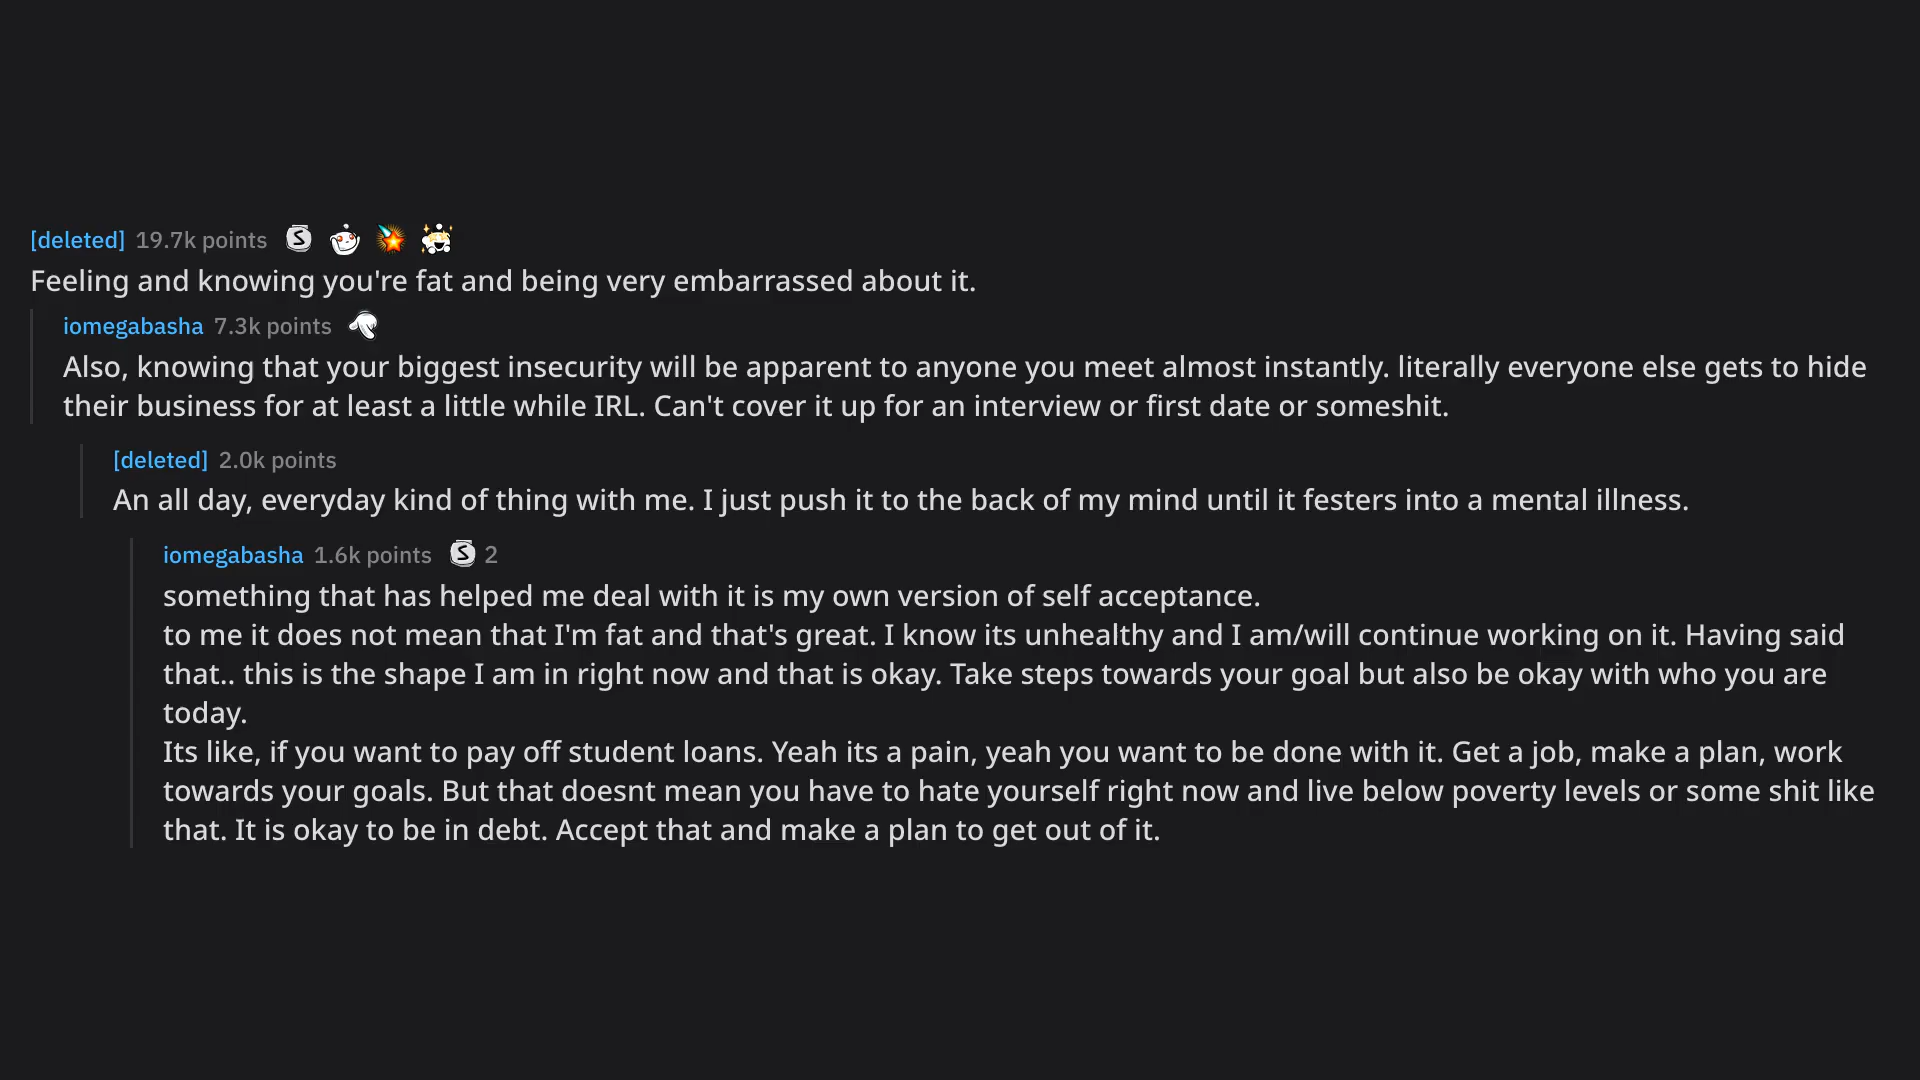 [deleted] 19.7k points
Feeling and knowing you're fat and being very embarrassed about it.
iomegabasha 7.3k points
Also, knowing that your biggest insecurity will be apparent to anyone you meet almost instantly. literally everyone else gets to hide
their business for at least a little while IRL. Can't cover it up for an interview or first date or someshit.
[deleted] 2.0k points
An all day, everyday kind of thing with me. I just push it to the back of my mind until it festers into a mental illness.
iomegabasha 1.6k points S 2
something that has helped me deal with it is my own version of self acceptance.
to me it does not mean that I'm fat and that's great. I know its unhealthy and I am/will continue working on it. Having said
that.. this is the shape I am in right now and that is okay. Take steps towards your goal but also be okay with who you are
today.
Its like, if you want to pay off student loans. Yeah its a pain, yeah you want to be done with it. Get a job, make a plan, work
towards your goals. But that doesnt mean you have to hate yourself right now and live below poverty levels or some shit like
that. It is okay to be in debt. Accept that and make a plan to get out of it.